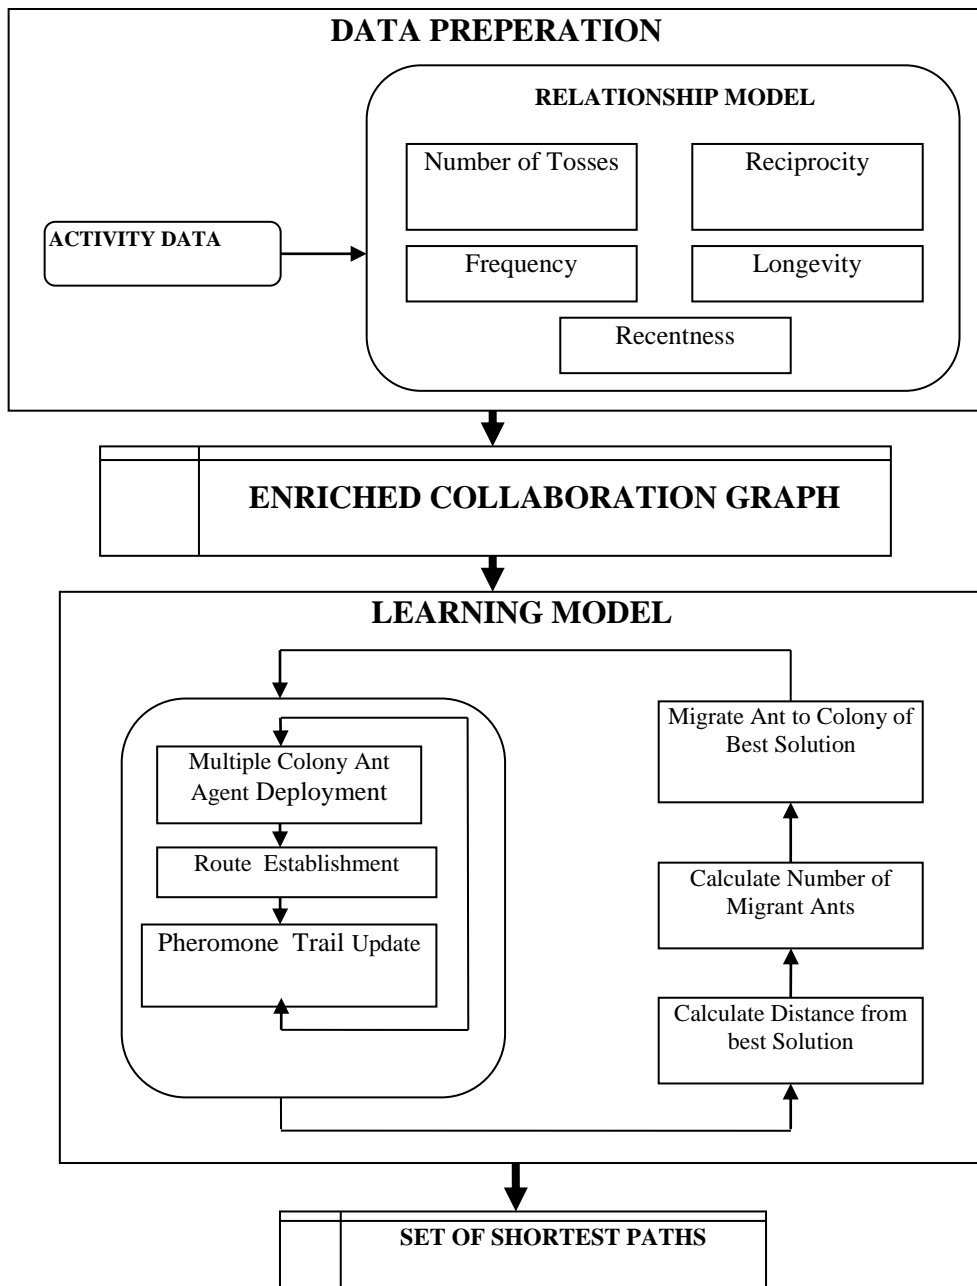 DATA PREPERATION
RELATIONSHIP MODEL
Number of Tosses
Reciprocity
ACTIVITY DATA
Frequency
Longevity
Recentness
ENRICHED COLLABORATION GRAPH
LEARNING MODEL
Multiple Colony Ant
Agent Deployment
Route Establishment
Pheromone Trail Update
Migrate Ant to Colony of
Best Solution
Calculate Number of
Migrant Ants
Calculate Distance from
best Solution
SET OF SHORTEST PATHS